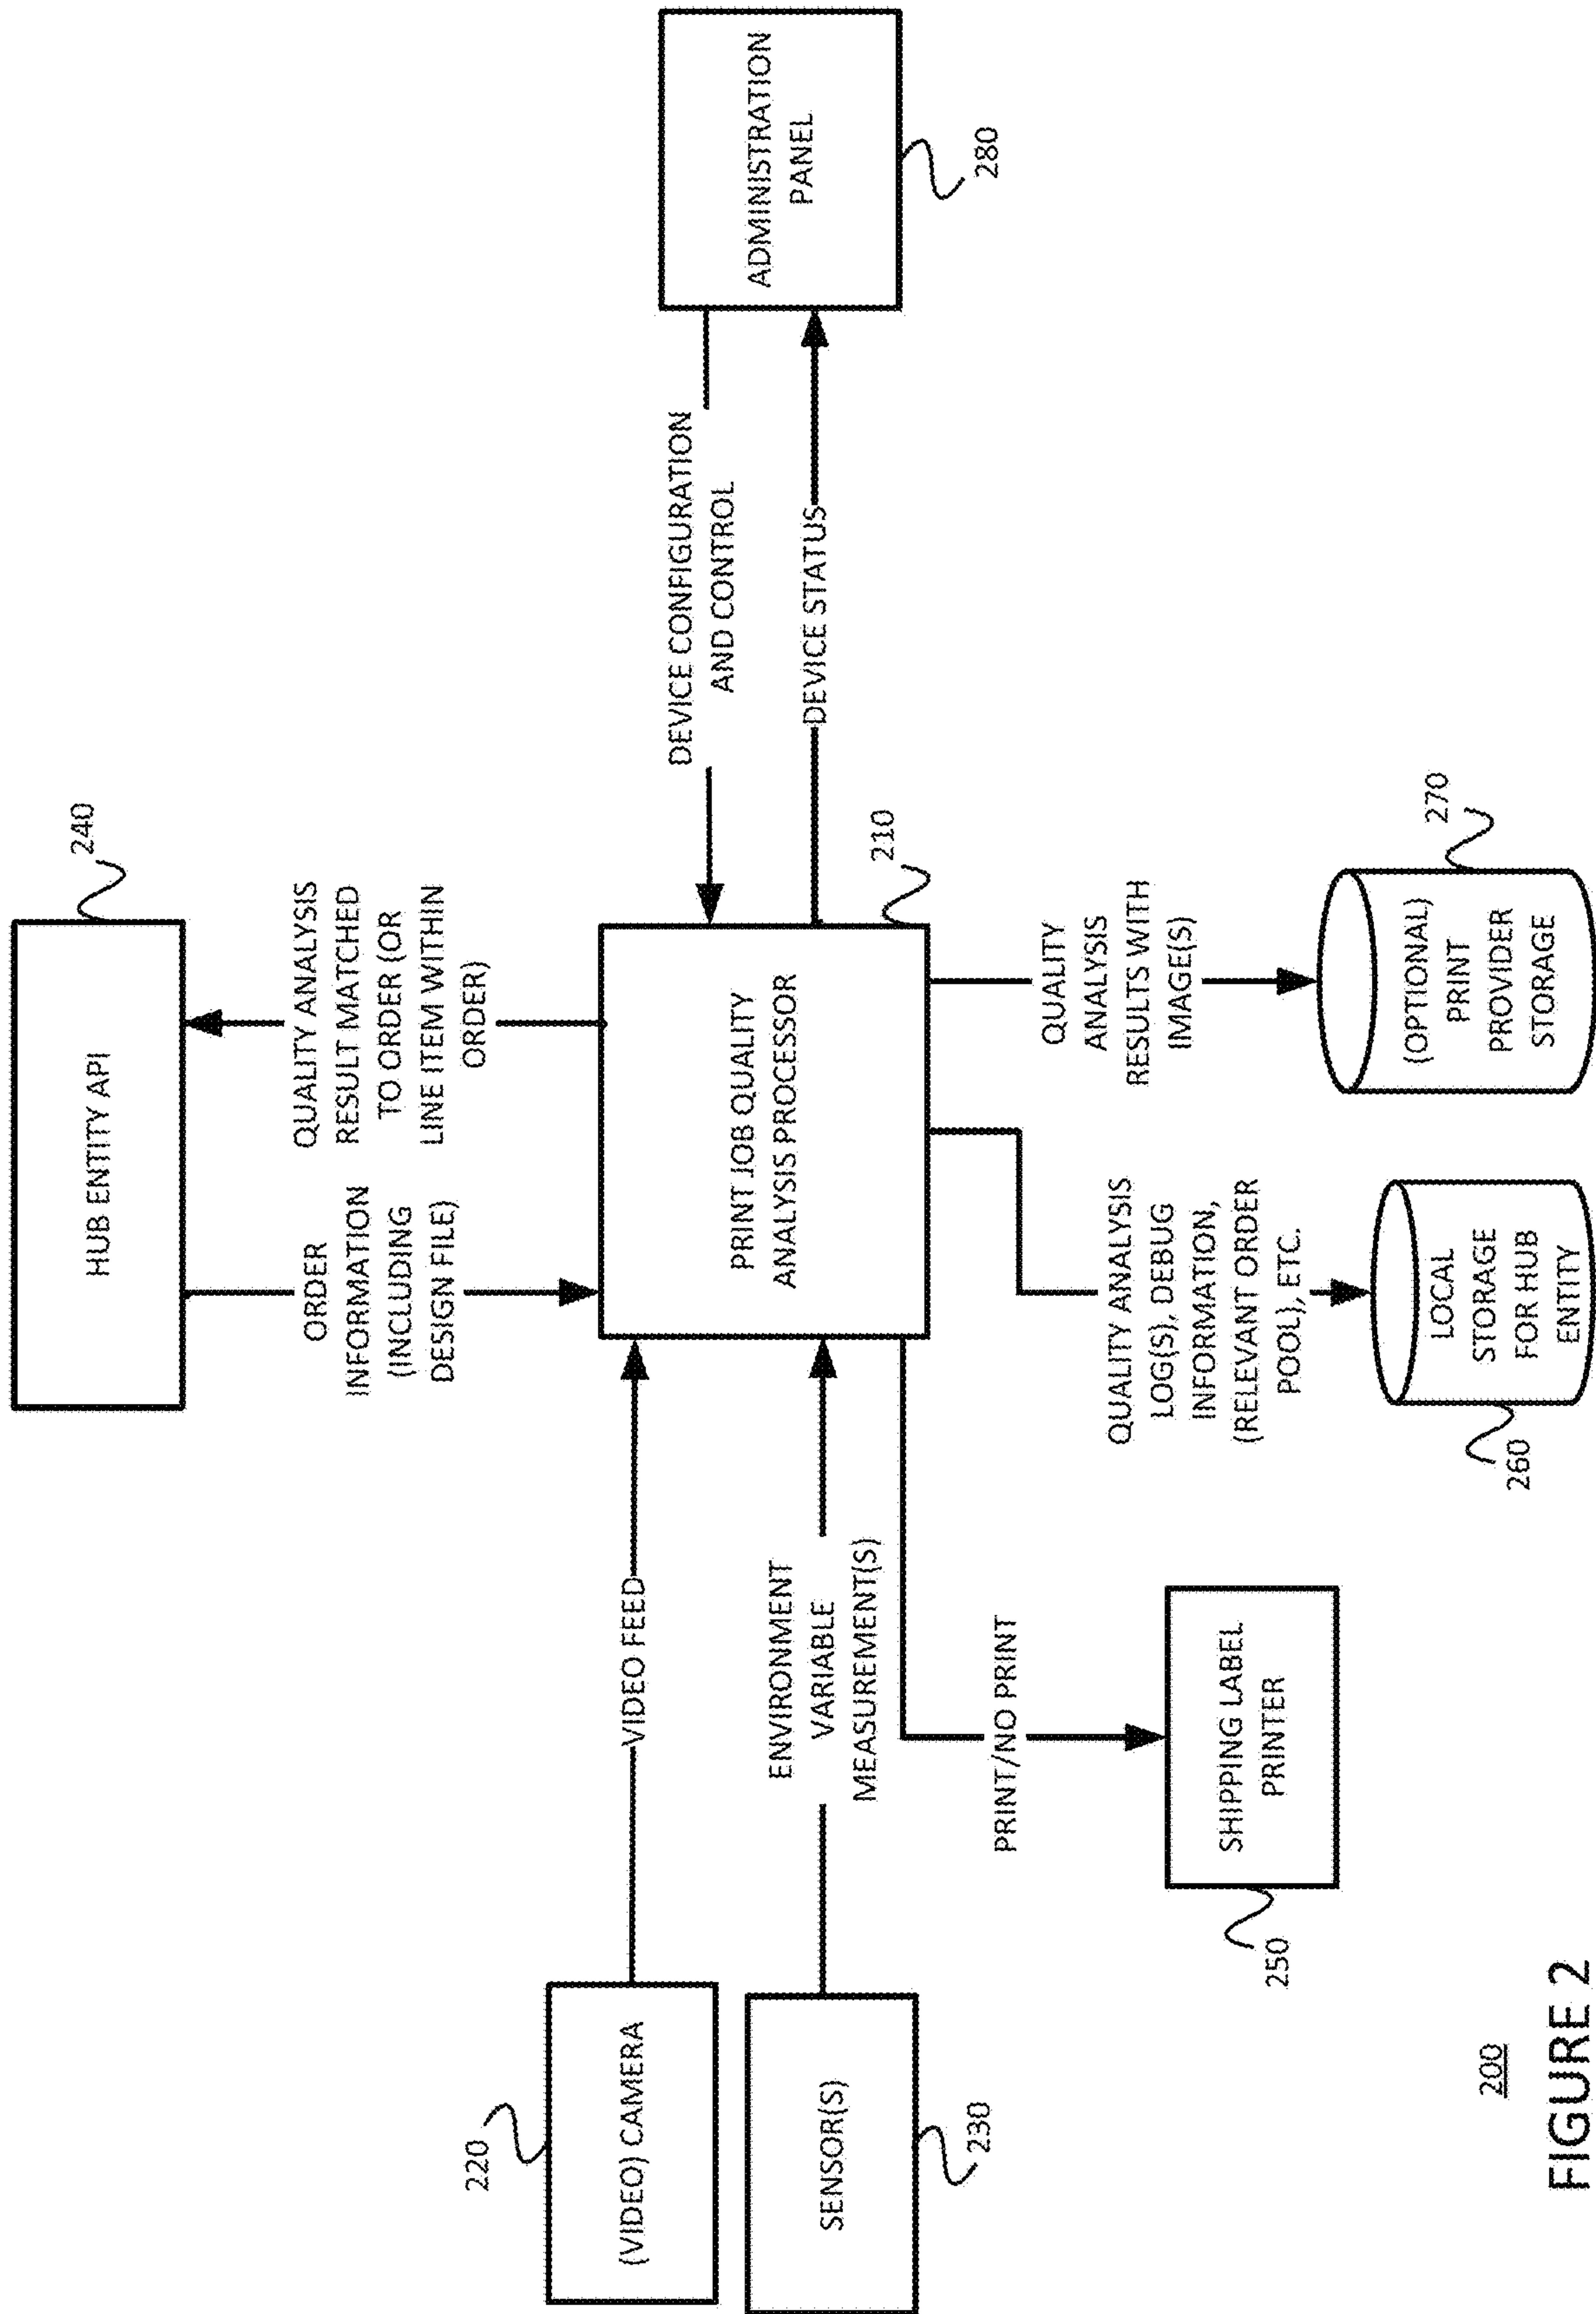 240
HUB ENTITY API
ORDER
INFORMATION
(INCLUDING
DESIGN FILE)
QUALITY ANALYSIS
RESULT MATCHED
TO ORDER (OR
LINE ITEM WITHIN
ORDER)
220
(VIDEO) CAMERA
VIDEO FEED
SENSOR(S)
230
ENVIRONMENT
VARIABLE
MEASUREMENT(S)
PRINT JOB QUALITY
ANALYSIS PROCESSOR
210
DEVICE CONFIGURATION
AND CONTROL
DEVICE STATUS
ADMINISTRATION
PANEL
280
PRINT/NO PRINT
SHIPPING LABEL
PRINTER
250
QUALITY ANALYSIS
LOG(S), DEBUG
INFORMATION,
(RELEVANT ORDER
POOL), ETC.
LOCAL
STORAGE
FOR HUB
ENTITY
260
QUALITY
ANALYSIS
RESULTS WITH
IMAGE(S)
270
(OPTIONAL)
PRINT
PROVIDER
STORAGE
200
FIGURE 2